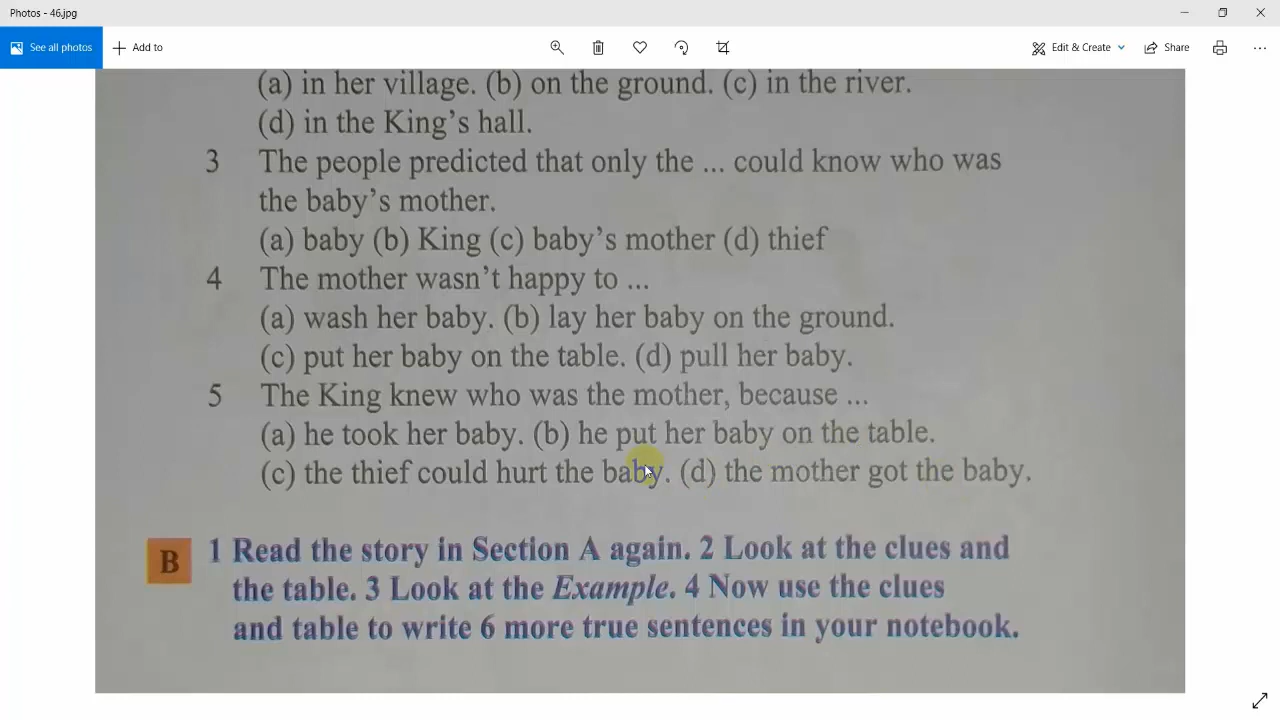 Photos - 46.jpg
See all photos
Add to
Edit & Create
Share
(a) in her village. (b) on the ground. (c) in the river.
(d) in the King's hall.
3 The people predicted that only the ... could know who was
the baby's mother.
(a) baby (b) King (c) baby's mother (d) thief
4 The mother wasn't happy to ...
(a) wash her baby. (b) lay her baby on the ground.
(c) put her baby on the table. (d) pull her baby.
5 The King knew who was the mother, because ...
(a) he took her baby. (b) he put her baby on the table.
(c) the thief could hurt the baby. (d) the mother got the baby.
B 1 Read the story in Section A again. 2 Look at the clues and
the table. 3 Look at the Example. 4 Now use the clues
and table to write 6 more true sentences in your notebook.